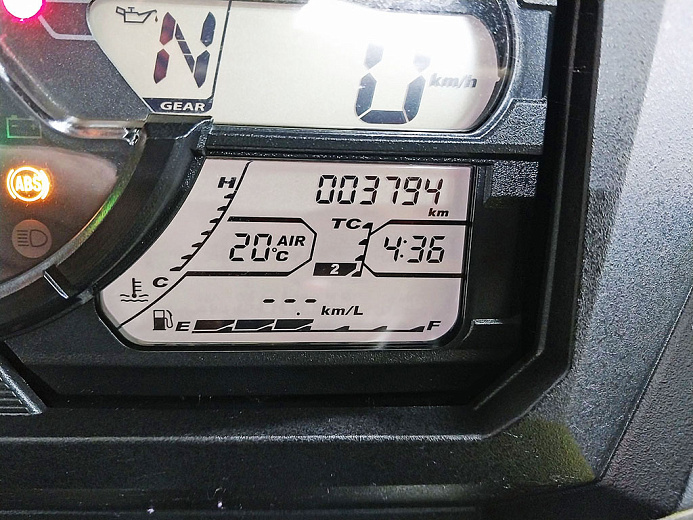 N
GEAR
0 km/h
ABS
H
003794
km
TC
20°C AIR
2
4:36
C
--.- km/L
E F